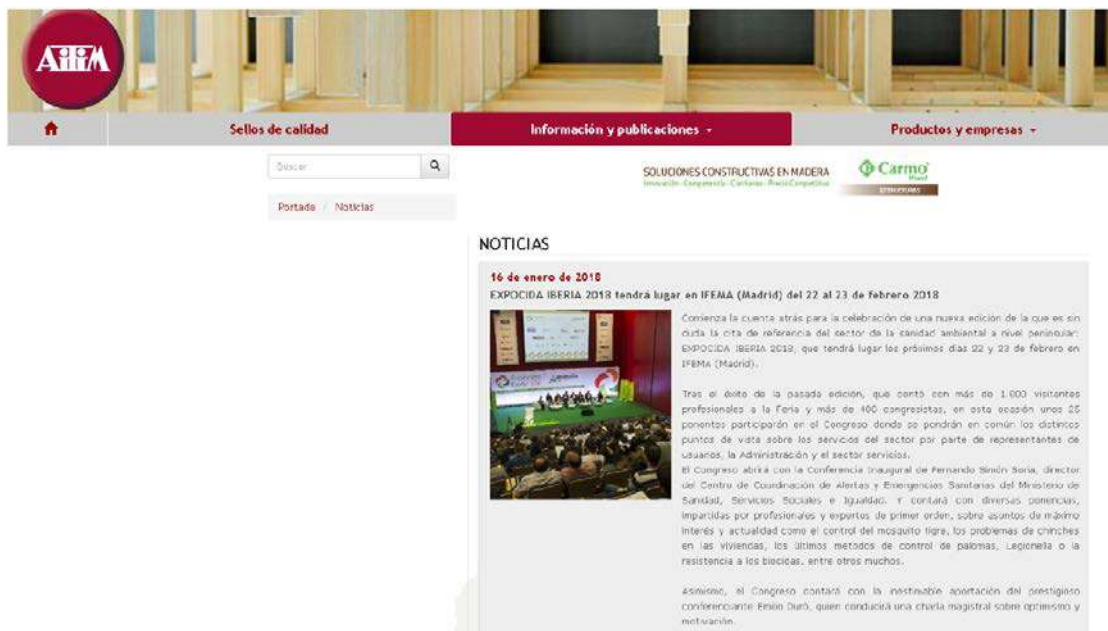 AiTiM
Sellos de calidad
Información y publicaciones
Productos y empresas
Buscar
SOLUCIONES CONSTRUCTIVAS EN MADERA
Carmo
Innovación - Competencia - Confianza - Precio Competitivo
ESTRUCTURAS
Portada / Noticias
NOTICIAS
16 de enero de 2018
EXPOCIDA IBERIA 2018 tendrá lugar en IFEMA (Madrid) del 22 al 23 de febrero 2018
Comienza la cuenta atrás para la celebración de una nueva edición de la que es sin
duda la cita de referencia del sector de la sanidad ambiental a nivel peninsular:
EXPOCIDA IBERIA 2018, que tendrá lugar los próximos días 22 y 23 de febrero en
IFEMA (Madrid).
Tras el éxito de la pasada edición, que contó con más de 1.000 visitantes
profesionales a la Feria y más de 400 congresistas, en esta ocasión unos 25
ponentes participarán en el Congreso donde se pondrán en común los distintos
puntos de vista sobre los servicios del sector por parte de representantes de
usuarios, la Administración y el sector servicios.
El Congreso abrirá con la Conferencia Inaugural de Fernando Simón Soria, director
del Centro de Coordinación de Alertas y Emergencias Sanitarias del Ministerio de
Sanidad, Servicios Sociales e Igualdad. Y contará con diversas ponencias,
impartidas por profesionales y expertos de primer orden, sobre asuntos de máximo
interés y actualidad como el control del mosquito tigre, los problemas de chinches
en las viviendas, los últimos metodos de control de palomas, Legionella o la
resistencia a los biocidas, entre otros muchos.
Asimismo, el Congreso contará con la inestimable aportación del prestigioso
conferenciante Emilio Duró, quien conducirá una charla magistral sobre optimismo y
motivación.